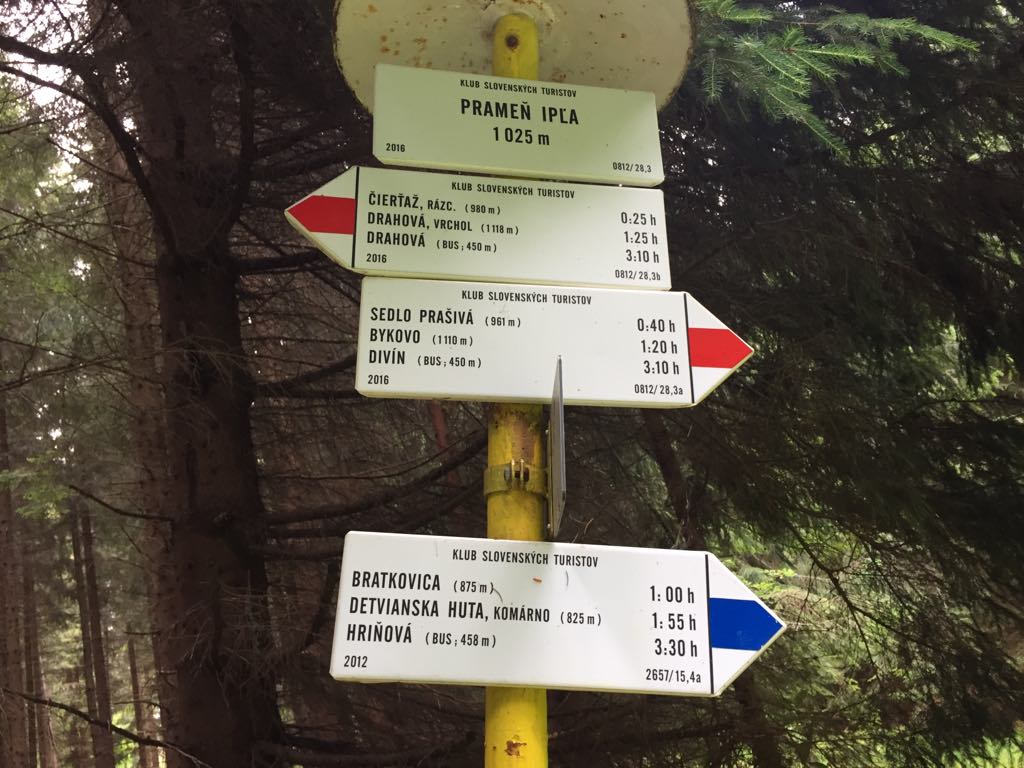 KLUB SLOVENSKÝCH TURISTOV
PRAMEŇ IPĽA
1 025 m
2016 0812/28,3
KLUB SLOVENSKÝCH TURISTOV
ČIERŤAŽ, RÁZC. (980 m) 0:25 h
DRAHOVÁ, VRCHOL (1118 m) 1:25 h
DRAHOVÁ (BUS; 450 m) 3:10 h
2016 0812/28,3b
KLUB SLOVENSKÝCH TURISTOV
SEDLO PRAŠIVÁ (961 m) 0:40 h
BYKOVO (1110 m) 1:20 h
DIVÍN (BUS; 450 m) 3:10 h
2016 0812/28,3a
KLUB SLOVENSKÝCH TURISTOV
BRATKOVICA (875 m) 1:00 h
DETVIANSKA HUTA, KOMÁRNO (825 m) 1:55 h
HRIŇOVÁ (BUS; 458 m) 3:30 h
2012 2657/15,4a